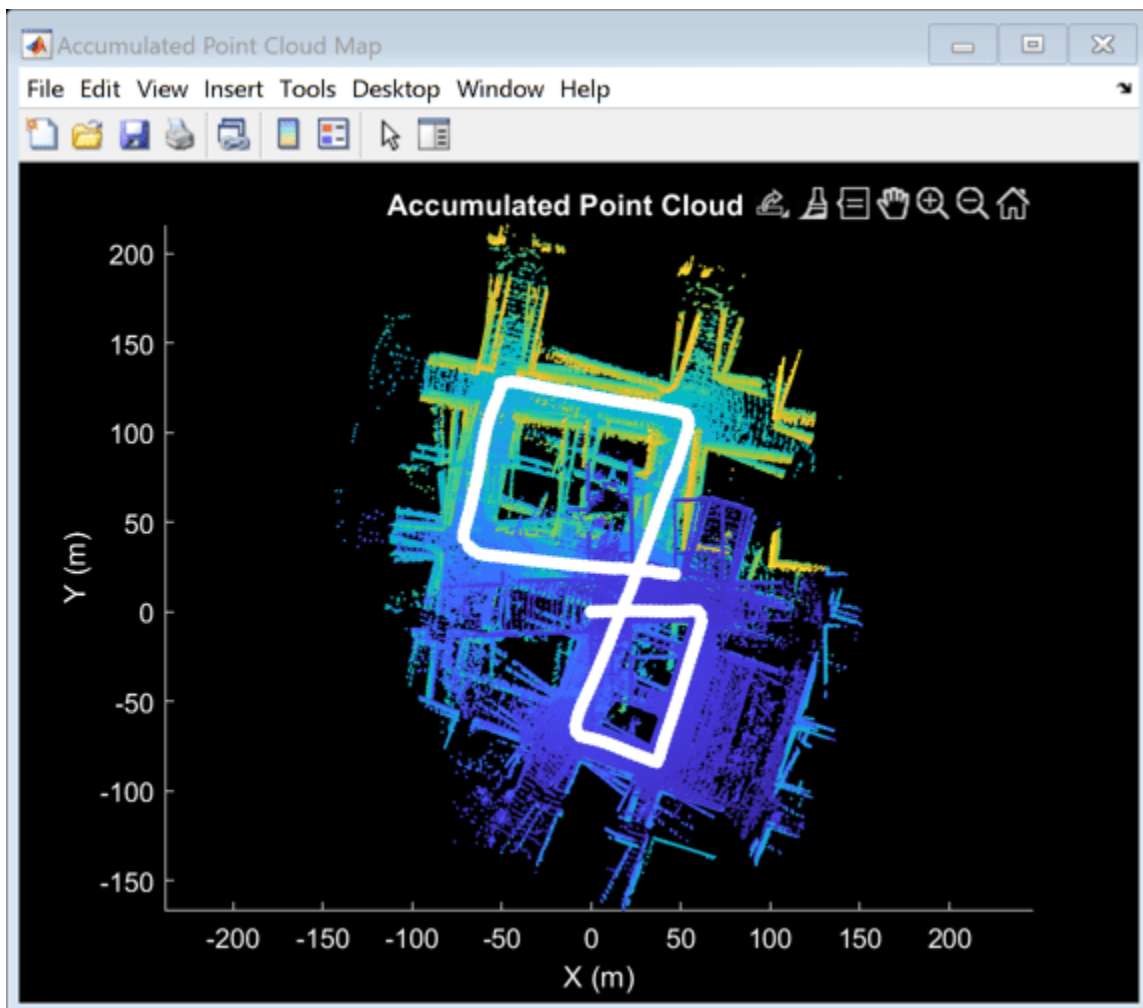 Accumulated Point Cloud Map
File Edit View Insert Tools Desktop Window Help
Accumulated Point Cloud
200
150
100
50
0
-50
-100
-150
Y (m)
-200 -150 -100 -50 0 50 100 150 200
X (m)